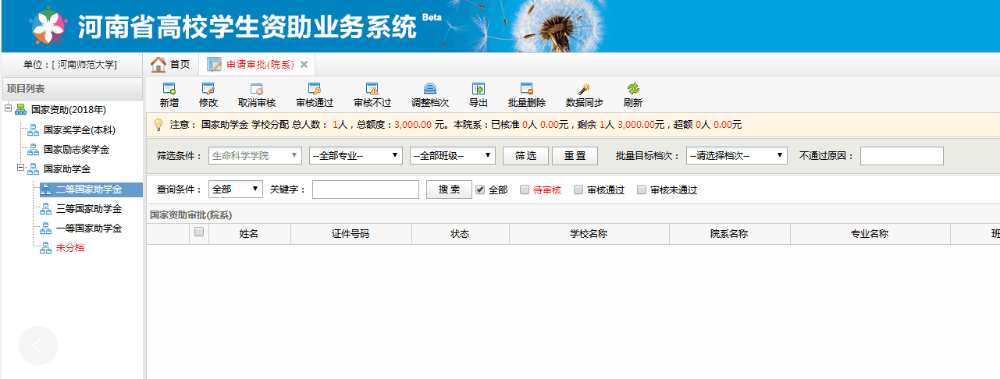 河南省高校学生资助业务系统 Beta
单位：[ 河南师范大学] 首页 申请审批(院系)
项目列表
国家资助(2018年)
国家奖学金(本科)
国家励志奖学金
国家助学金
二等国家助学金
三等国家助学金
一等国家助学金
未分档
新增 修改 取消审核 审核通过 审核不过 调整档次 导出 批量删除 数据同步 刷新
注意： 国家助学金 学校分配 总人数： 1人，总额度：3,000.00 元。本院系：已核准 0人 0.00元，剩余 1人 3,000.00元，超额 0人 0.00元
筛选条件： 生命科学学院 --全部专业-- --全部班级-- 筛 选 重 置 批量目标档次： --请选择档次-- 不通过原因：
查询条件： 全部 关键字： 搜 索 全部 待审核 审核通过 审核未通过
国家资助审批(院系)
姓名 证件号码 状态 学校名称 院系名称 专业名称 班